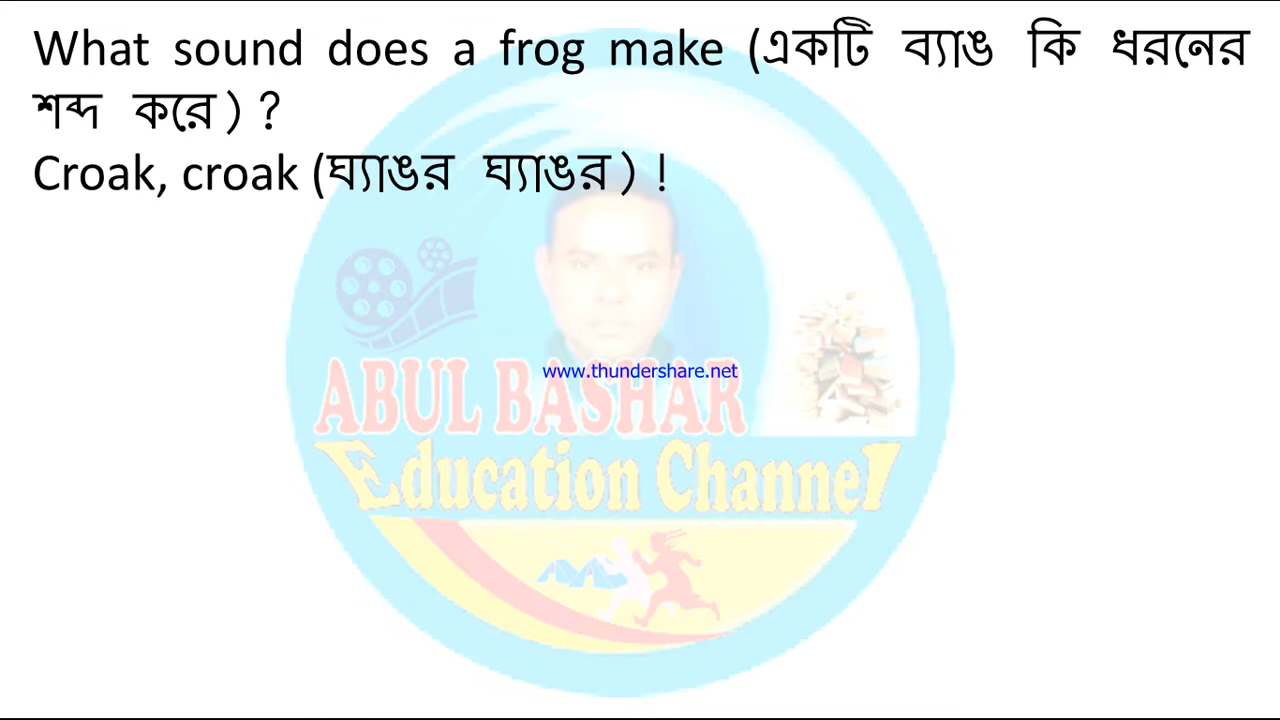 What sound does a frog make (একটি ব্যাঙ কি ধরনের
শব্দ করে) ?
Croak, croak (ঘ্যাঙর ঘ্যাঙর) !
www.thundershare.net
ABUL BASHAR
Education Channel